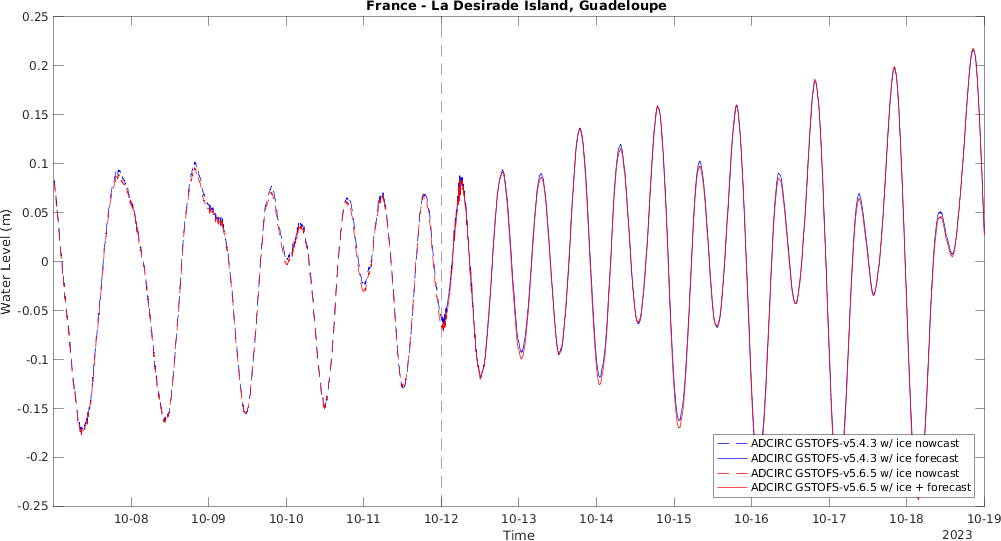 France - La Desirade Island, Guadeloupe
0.25
0.2
0.15
0.1
0.05
0
-0.05
-0.1
-0.15
-0.2
-0.25
Water Level (m)
ADCIRC GSTOFS-v5.4.3 w/ ice nowcast
ADCIRC GSTOFS-v5.4.3 w/ ice forecast
ADCIRC GSTOFS-v5.6.5 w/ ice nowcast
ADCIRC GSTOFS-v5.6.5 w/ ice + forecast
10-08 10-09 10-10 10-11 10-12 10-13 10-14 10-15 10-16 10-17 10-18 10-19
Time
2023